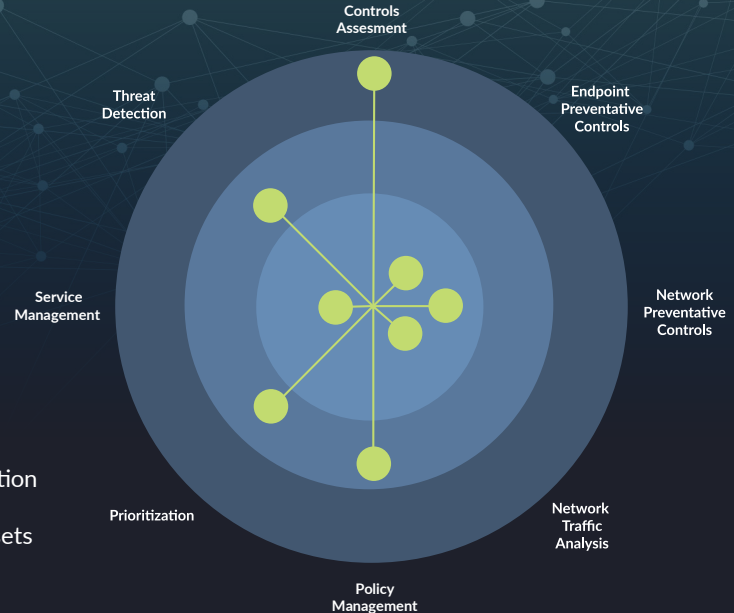 Controls
Assesment
Threat
Detection
Endpoint
Preventative
Controls
Service
Management
Network
Preventative
Controls
tion
sets
Prioritization
Network
Traffic
Analysis
Policy
Management